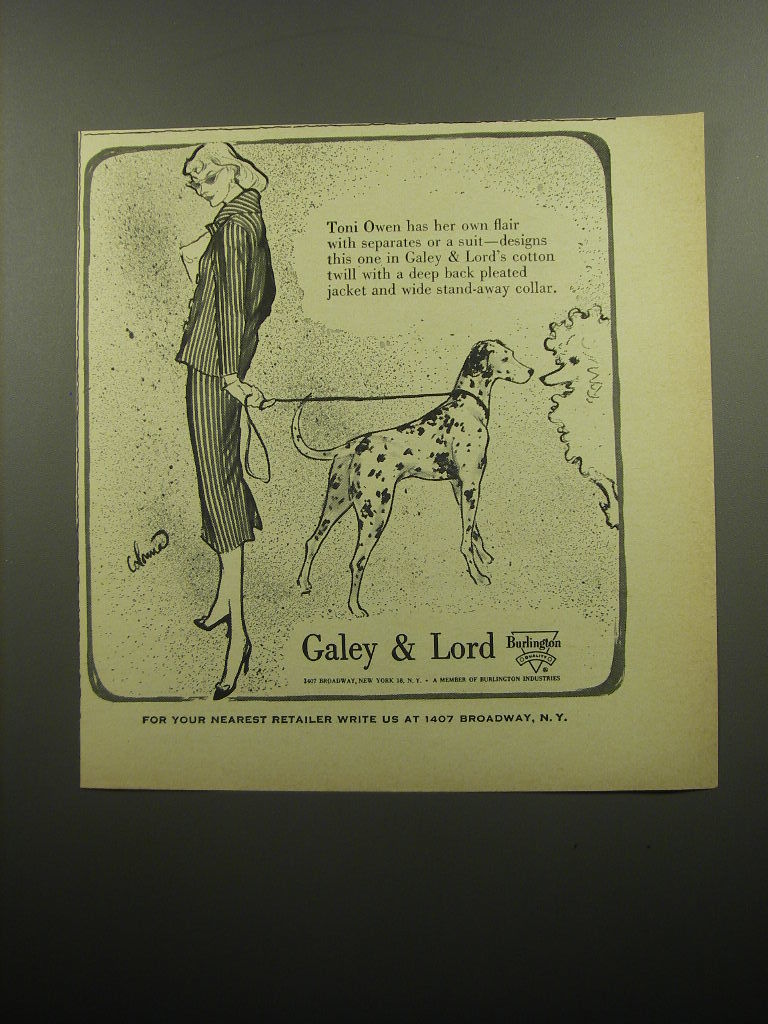 Toni Owen has her own flair
with separates or a suit—designs
this one in Galey & Lord's cotton
twill with a deep back pleated
jacket and wide stand-away collar.
Galey & Lord
Burlington
QUALITY
®
1407 BROADWAY, NEW YORK 18, N. Y. • A MEMBER OF BURLINGTON INDUSTRIES
FOR YOUR NEAREST RETAILER WRITE US AT 1407 BROADWAY, N. Y.